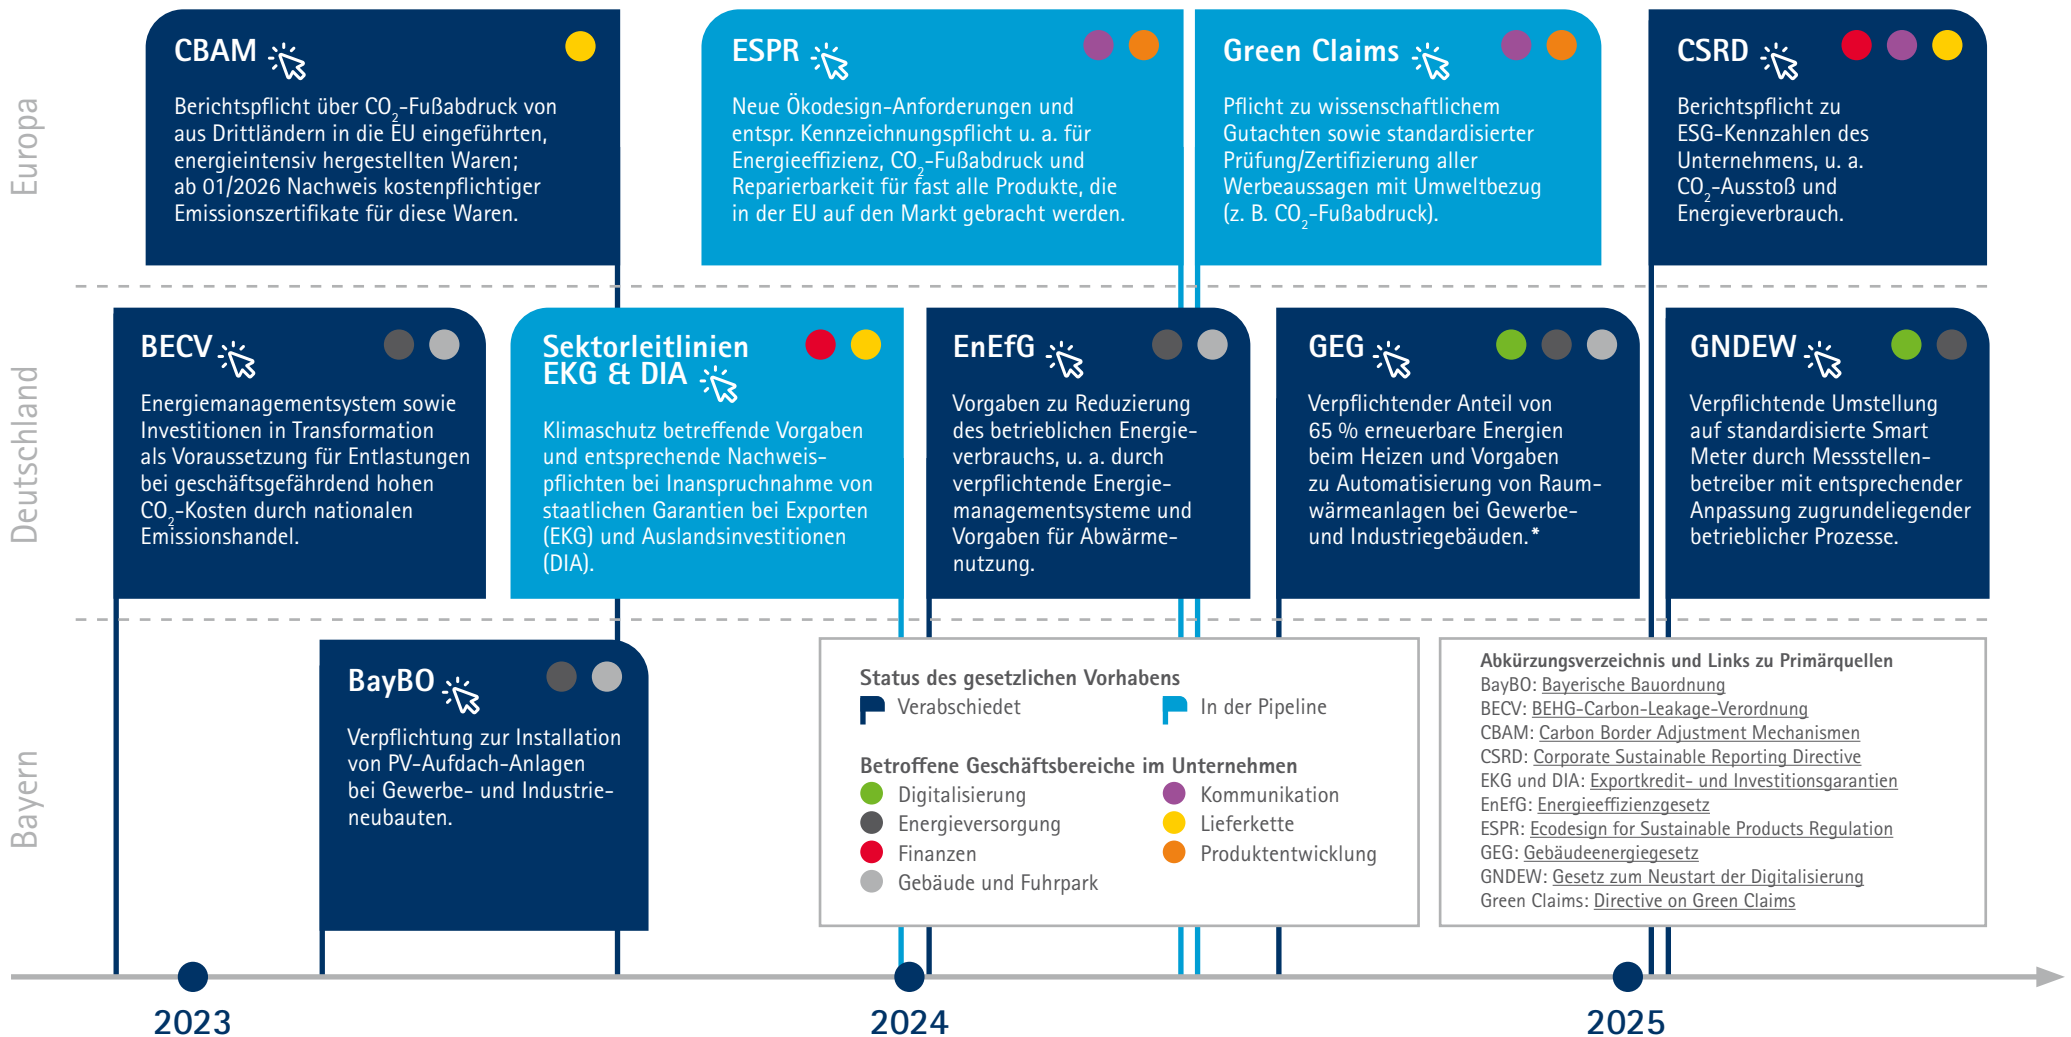 Europa
CBAM
Berichtspflicht über CO₂-Fußabdruck von
aus Drittländern in die EU eingeführten,
energieintensiv hergestellten Waren;
ab 01/2026 Nachweis kostenpflichtiger
Emissionszertifikate für diese Waren.
ESPR
Neue Ökodesign-Anforderungen und
entspr. Kennzeichnungspflicht u. a. für
Energieeffizienz, CO₂-Fußabdruck und
Reparierbarkeit für fast alle Produkte, die
in der EU auf den Markt gebracht werden.
Green Claims
Pflicht zu wissenschaftlichem
Gutachten sowie standardisierter
Prüfung/Zertifizierung aller
Werbeaussagen mit Umweltbezug
(z. B. CO₂-Fußabdruck).
CSRD
Berichtspflicht zu
ESG-Kennzahlen des
Unternehmens, u. a.
CO₂-Ausstoß und
Energieverbrauch.
Deutschland
BECV
Energiemanagementsystem sowie
Investitionen in Transformation
als Voraussetzung für Entlastungen
bei geschäftsgefährdend hohen
CO₂-Kosten durch nationalen
Emissionshandel.
Sektorleitlinien
EKG & DIA
Klimaschutz betreffende Vorgaben
und entsprechende Nachweis-
pflichten bei Inanspruchnahme von
staatlichen Garantien bei Exporten
(EKG) und Auslandsinvestitionen
(DIA).
EnEfG
Vorgaben zu Reduzierung
des betrieblichen Energie-
verbrauchs, u. a. durch
verpflichtende Energie-
managementsysteme und
Vorgaben für Abwärme-
nutzung.
GEG
Verpflichtender Anteil von
65 % erneuerbare Energien
beim Heizen und Vorgaben
zu Automatisierung von Raum-
wärmeanlagen bei Gewerbe-
und Industriegebäuden.*
GNDEW
Verpflichtende Umstellung
auf standardisierte Smart
Meter durch Messstellen-
betreiber mit entsprechender
Anpassung zugrundeliegender
betrieblicher Prozesse.
Bayern
BayBO
Verpflichtung zur Installation
von PV-Aufdach-Anlagen
bei Gewerbe- und Industrie-
neubauten.
Status des gesetzlichen Vorhabens
Verabschiedet
In der Pipeline
Betroffene Geschäftsbereiche im Unternehmen
Digitalisierung
Energieversorgung
Finanzen
Gebäude und Fuhrpark
Kommunikation
Lieferkette
Produktentwicklung
Abkürzungsverzeichnis und Links zu Primärquellen
BayBO: Bayerische Bauordnung
BECV: BEHG-Carbon-Leakage-Verordnung
CBAM: Carbon Border Adjustment Mechanismen
CSRD: Corporate Sustainable Reporting Directive
EKG und DIA: Exportkredit- und Investitionsgarantien
EnEfG: Energieeffizienzgesetz
ESPR: Ecodesign for Sustainable Products Regulation
GEG: Gebäudeenergiegesetz
GNDEW: Gesetz zum Neustart der Digitalisierung
Green Claims: Directive on Green Claims
2023
2024
2025